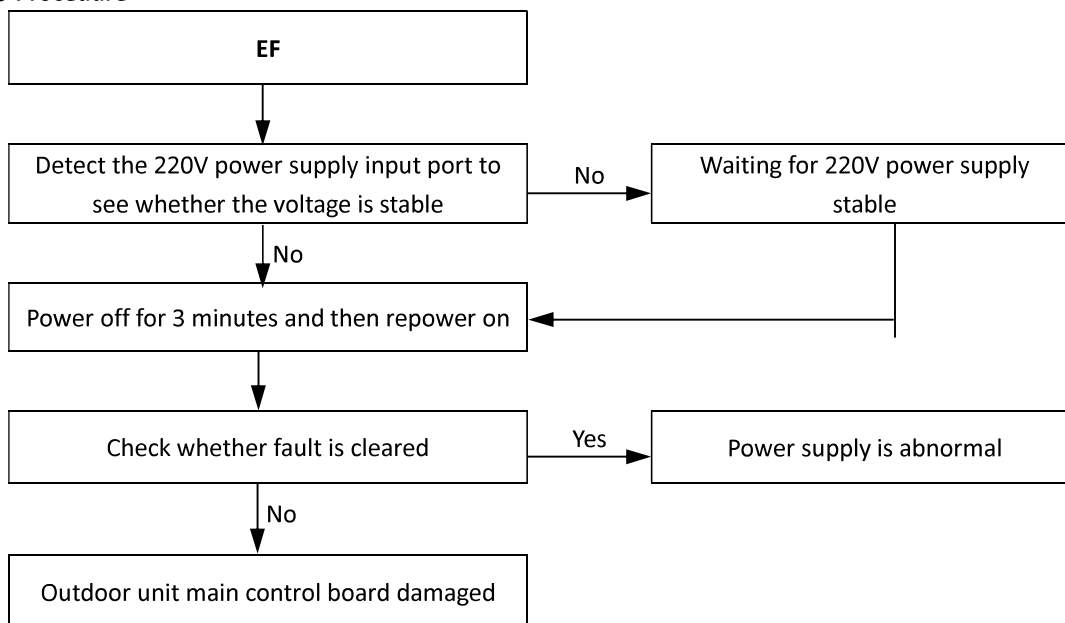 EF
Detect the 220V power supply input port to
see whether the voltage is stable
No
Waiting for 220V power supply
stable
No
Power off for 3 minutes and then repower on
Check whether fault is cleared
Yes
Power supply is abnormal
No
Outdoor unit main control board damaged